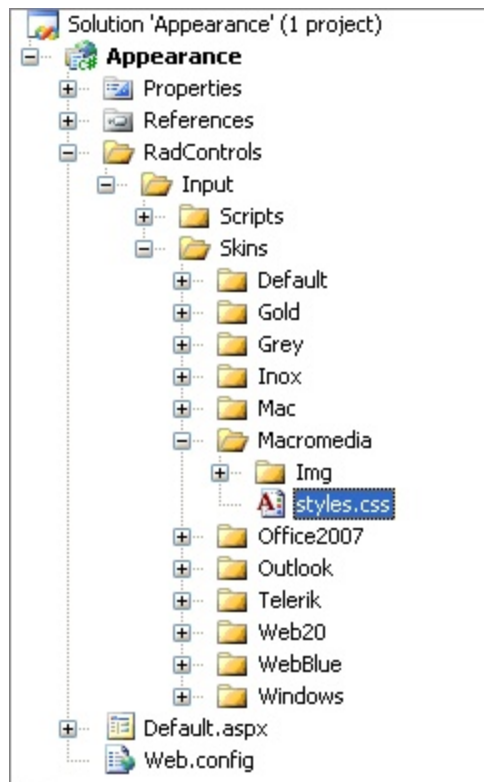 Solution 'Appearance' (1 project)
Appearance
Properties
References
RadControls
Input
Scripts
Skins
Default
Gold
Grey
Inox
Mac
Macromedia
Img
styles.css
Office2007
Outlook
Telerik
Web20
WebBlue
Windows
Default.aspx
Web.config